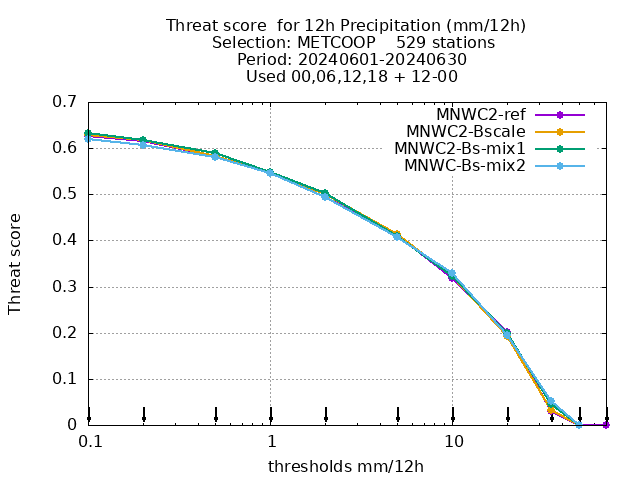 Threat score  for 12h Precipitation (mm/12h)
Selection: METCOOP    529 stations
Period: 20240601-20240630
Used 00,06,12,18 + 12-00
MNWC2-ref
MNWC2-Bscale
MNWC2-Bs-mix1
MNWC-Bs-mix2
Threat score
0.7
0.6
0.5
0.4
0.3
0.2
0.1
0
0.1
1
10
thresholds mm/12h